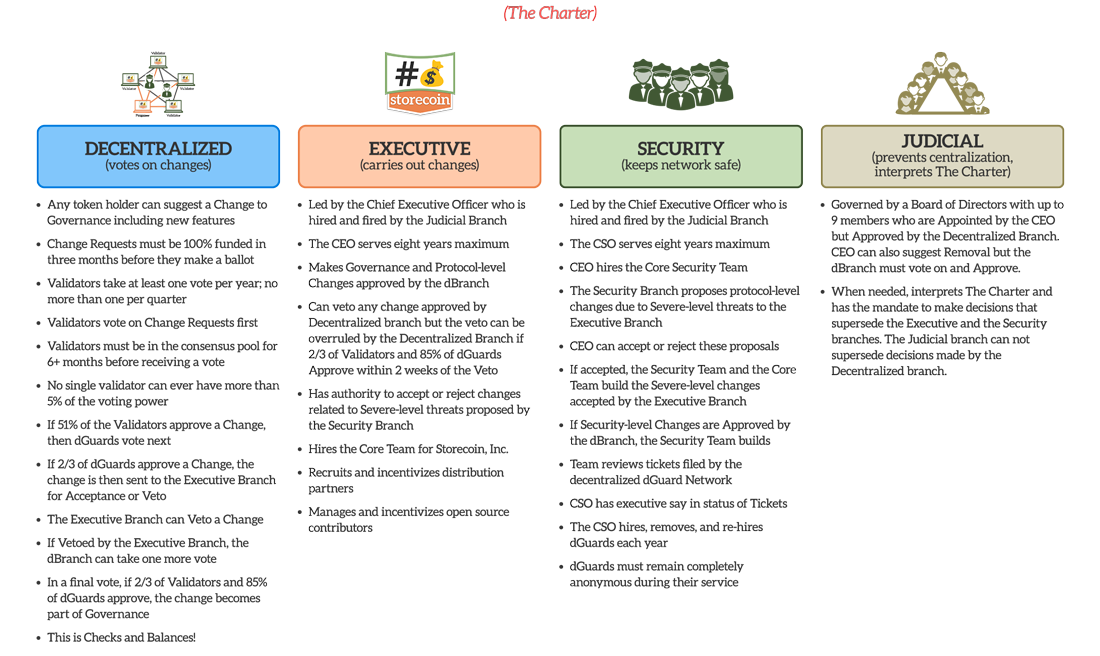 (The Charter)
Validator
Validator
Validator
Validator
# $
storecoin
DECENTRALIZED
(votes on changes)
• Any token holder can suggest a Change to
Governance including new features
• Change Requests must be 100% funded in
three months before they make a ballot
• Validators take at least one vote per year; no
more than one per quarter
• Validators vote on Change Requests first
• Validators must be in the consensus pool for
6+ months before receiving a vote
• No single validator can ever have more than
5% of the voting power
• If 51% of the Validators approve a Change,
then dGuards vote next
• If 2/3 of dGuards approve a Change, the
change is then sent to the Executive Branch
for Acceptance or Veto
• The Executive Branch can Veto a Change
• If Vetoed by the Executive Branch, the
dBranch can take one more vote
• In a final vote, if 2/3 of Validators and 85%
of dGuards approve, the change becomes
part of Governance
• This is Checks and Balances!
EXECUTIVE
(carries out changes)
• Led by the Chief Executive Officer who is
hired and fired by the Judicial Branch
• The CEO serves eight years maximum
• Makes Governance and Protocol-level
Changes approved by the dBranch
• Can veto any change approved by
Decentralized branch but the veto can be
overruled by the Decentralized Branch if
2/3 of Validators and 85% of dGuards
Approve within 2 weeks of the Veto
• Has authority to accept or reject changes
related to Severe-level threats proposed by
the Security Branch
• Hires the Core Team for Storecoin, Inc.
• Recruits and incentivizes distribution
partners
• Manages and incentivizes open source
contributors
SECURITY
(keeps network safe)
• Led by the Chief Executive Officer who is
hired and fired by the Judicial Branch
• The CSO serves eight years maximum
• CEO hires the Core Security Team
• The Security Branch proposes protocol-level
changes due to Severe-level threats to the
Executive Branch
• CEO can accept or reject these proposals
• If accepted, the Security Team and the Core
Team build the Severe-level changes
accepted by the Executive Branch
• If Security-level Changes are Approved by
the dBranch, the Security Team builds
• Team reviews tickets filed by the
decentralized dGuard Network
• CSO has executive say in status of Tickets
• The CSO hires, removes, and re-hires
dGuards each year
• dGuards must remain completely
anonymous during their service
JUDICIAL
(prevents centralization,
interprets The Charter)
• Governed by a Board of Directors with up to
9 members who are Appointed by the CEO
but Approved by the Decentralized Branch.
CEO can also suggest Removal but the
dBranch must vote on and Approve.
• When needed, interprets The Charter and
has the mandate to make decisions that
supersede the Executive and the Security
branches. The Judicial branch can not
supersede decisions made by the
Decentralized branch.